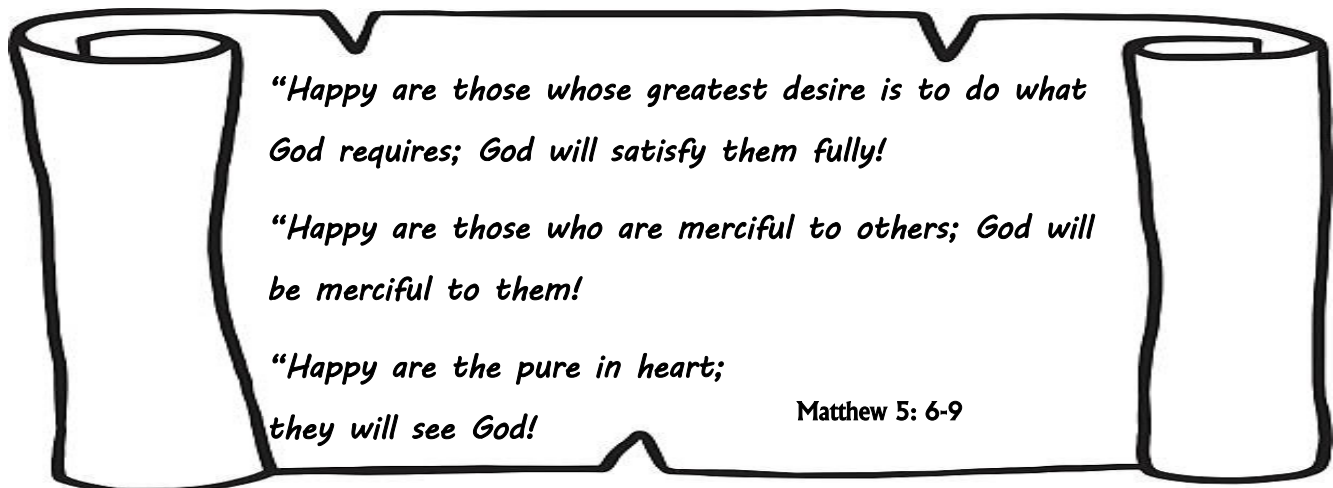 “Happy are those whose greatest desire is to do what
God requires; God will satisfy them fully!
“Happy are those who are merciful to others; God will
be merciful to them!
“Happy are the pure in heart;
they will see God!
Matthew 5: 6-9